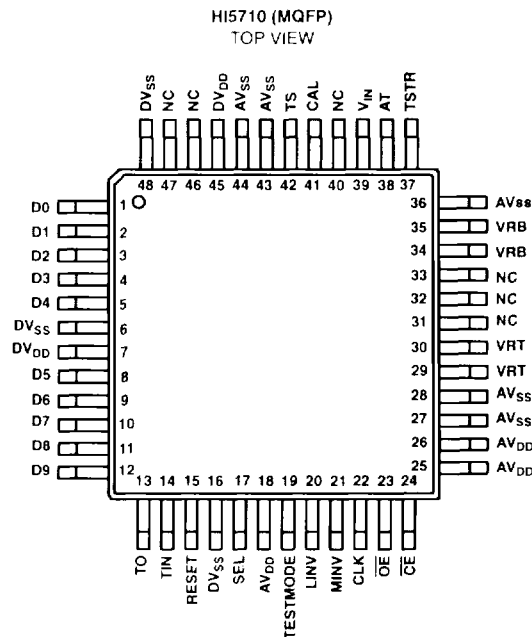 HI5710 (MQFP)
TOP VIEW
DVSS NC NC DVDD AVSS AVSS TS CAL NC VIN AT TSTR
48 47 46 45 44 43 42 41 40 39 38 37
D0 1
D1 2
D2 3
D3 4
D4 5
DVSS 6
DVDD 7
D5 8
D6 9
D7 10
D8 11
D9 12
36 AVss
35 VRB
34 VRB
33 NC
32 NC
31 NC
30 VRT
29 VRT
28 AVSS
27 AVSS
26 AVDD
25 AVDD
13 14 15 16 17 18 19 20 21 22 23 24
TO TIN RESET DVSS SEL AVDD TESTMODE LINV MINV CLK OE CE